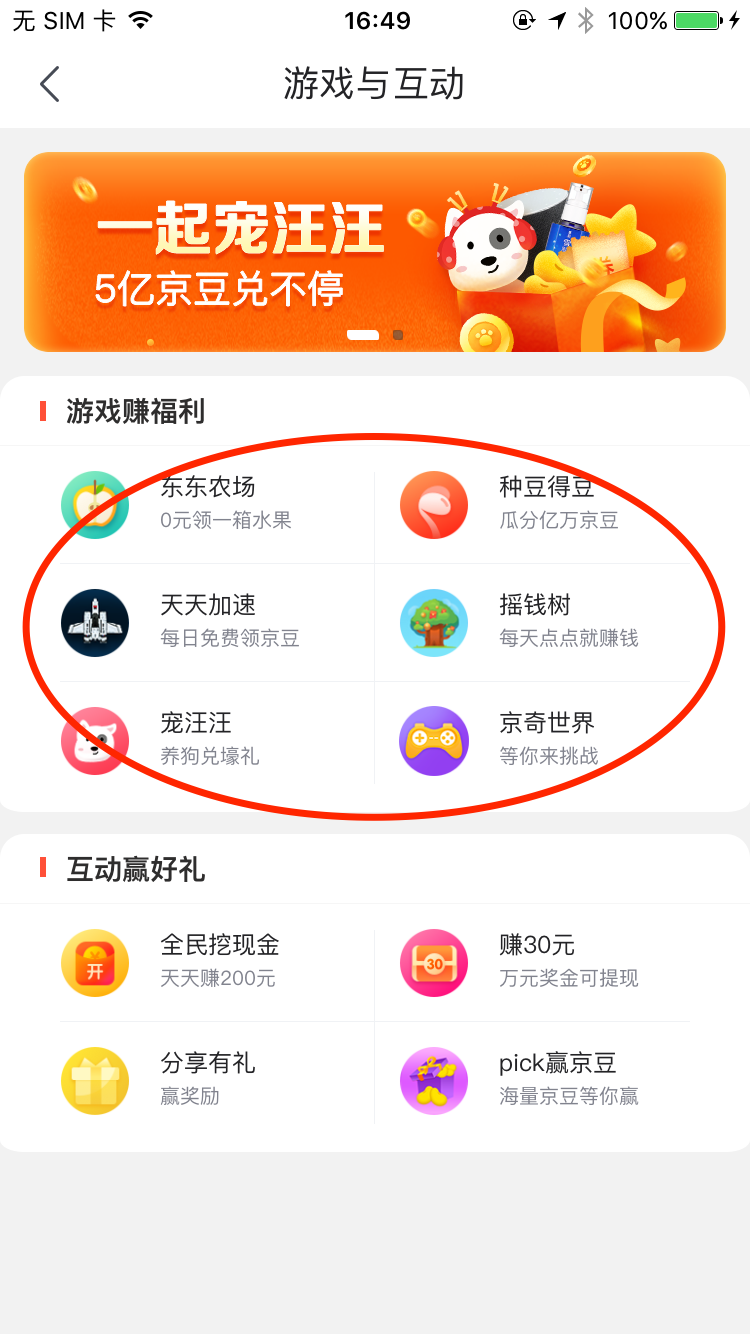 无 SIM 卡
16:49
100%
游戏与互动
一起宠汪汪
5亿京豆兑不停
游戏赚福利
东东农场
0元领一箱水果
种豆得豆
瓜分亿万京豆
天天加速
每日免费领京豆
摇钱树
每天点点就赚钱
宠汪汪
养狗兑壕礼
京奇世界
等你来挑战
互动赢好礼
开
全民挖现金
天天赚200元
30
赚30元
万元奖金可提现
分享有礼
赢奖励
pick赢京豆
海量京豆等你赢